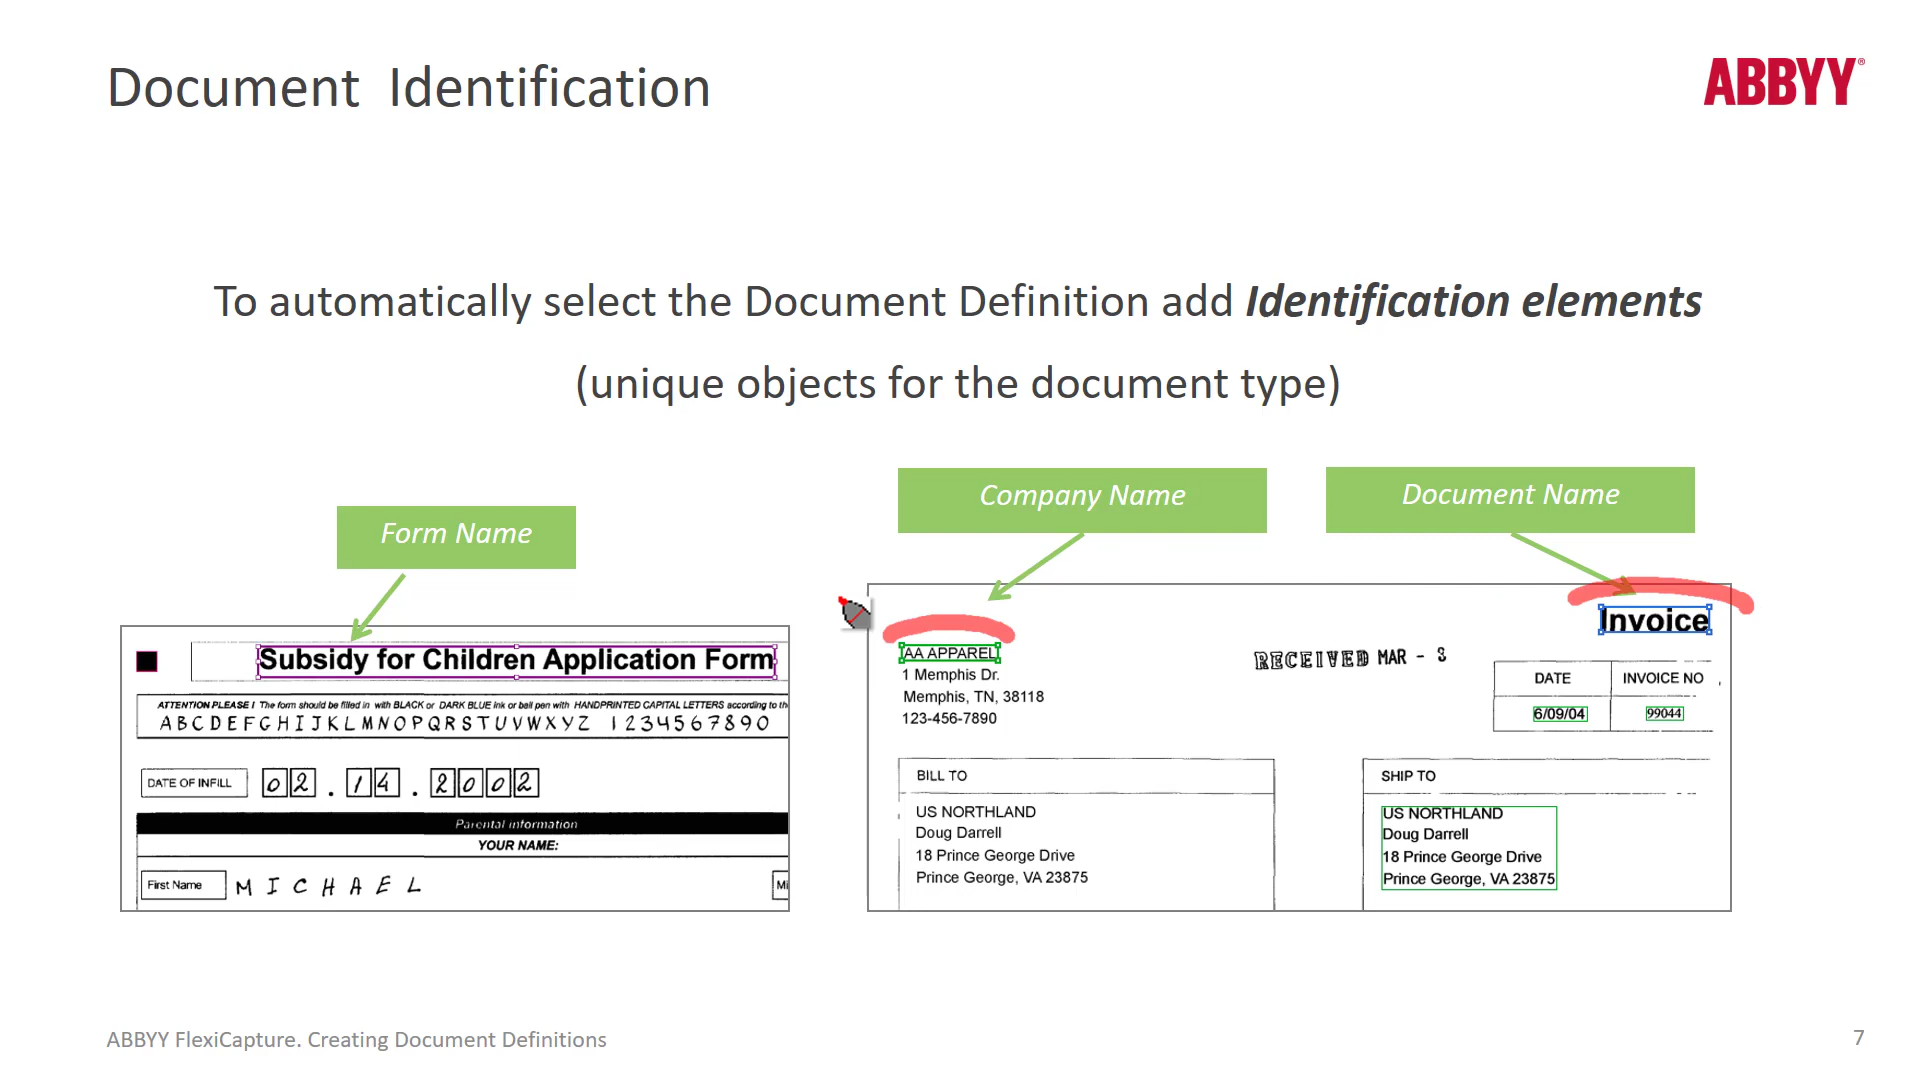 Document Identification
ABBYY®
To automatically select the Document Definition add Identification elements
(unique objects for the document type)
Form Name
Company Name
Document Name
Subsidy for Children Application Form
ATTENTION PLEASE ! The form should be filled in with BLACK or DARK BLUE ink or ball pen with HANDPRINTED CAPITAL LETTERS according to th
ABCDEFGHIJKLMNOPQRSTUVWXYZ 1234567890
DATE OF INFILL 02.14.2002
Parental information
YOUR NAME:
First Name MICHAEL Mi
Invoice
AA APPAREL
1 Memphis Dr.
Memphis, TN, 38118
123-456-7890
RECEIVED MAR - 8
DATE INVOICE NO
6/09/04 99044
BILL TO
US NORTHLAND
Doug Darrell
18 Prince George Drive
Prince George, VA 23875
SHIP TO
US NORTHLAND
Doug Darrell
18 Prince George Drive
Prince George, VA 23875
ABBYY FlexiCapture. Creating Document Definitions
7